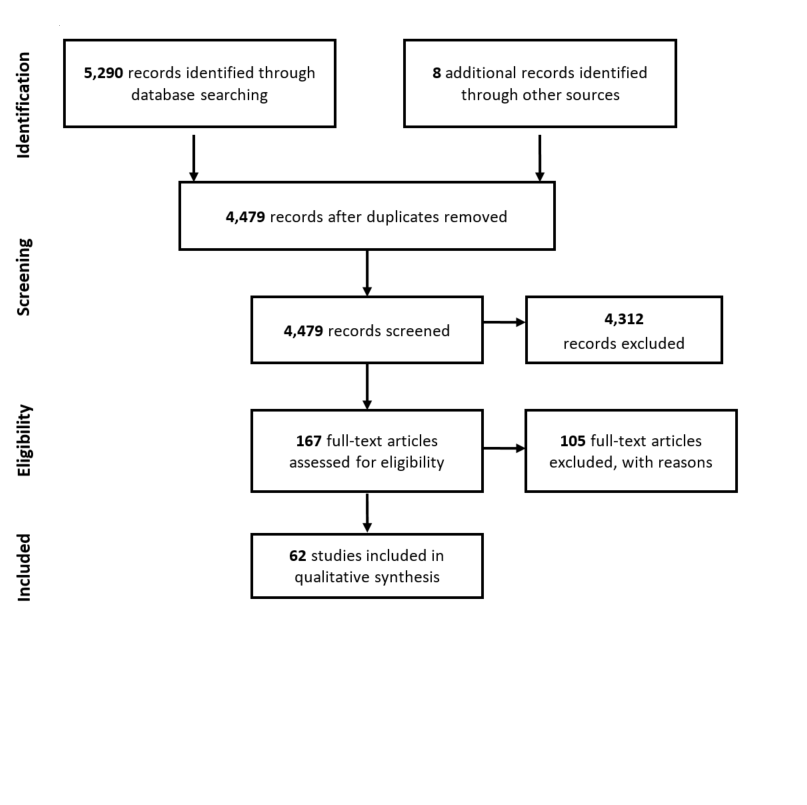 Identification
5,290 records identified through
database searching
8 additional records identified
through other sources
4,479 records after duplicates removed
Screening
4,479 records screened
4,312
records excluded
Eligibility
167 full-text articles
assessed for eligibility
105 full-text articles
excluded, with reasons
Included
62 studies included in
qualitative synthesis